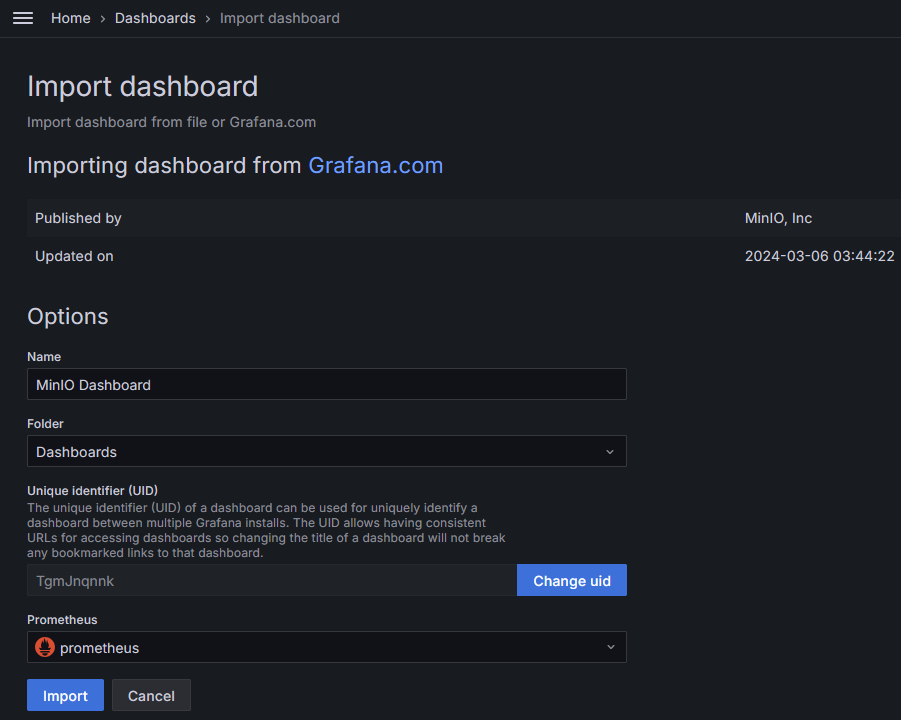 Home › Dashboards › Import dashboard
Import dashboard
Import dashboard from file or Grafana.com
Importing dashboard from Grafana.com
Published by MinIO, Inc
Updated on 2024-03-06 03:44:22
Options
Name
MinIO Dashboard
Folder
Dashboards
Unique identifier (UID)
The unique identifier (UID) of a dashboard can be used for uniquely identify a
dashboard between multiple Grafana installs. The UID allows having consistent
URLs for accessing dashboards so changing the title of a dashboard will not break
any bookmarked links to that dashboard.
TgmJnqnnk Change uid
Prometheus
prometheus
Import Cancel